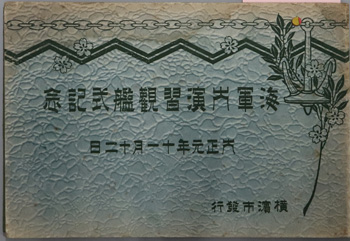 海軍大演習觀艦式記念
大正元年十一月十二日
横濱市發行